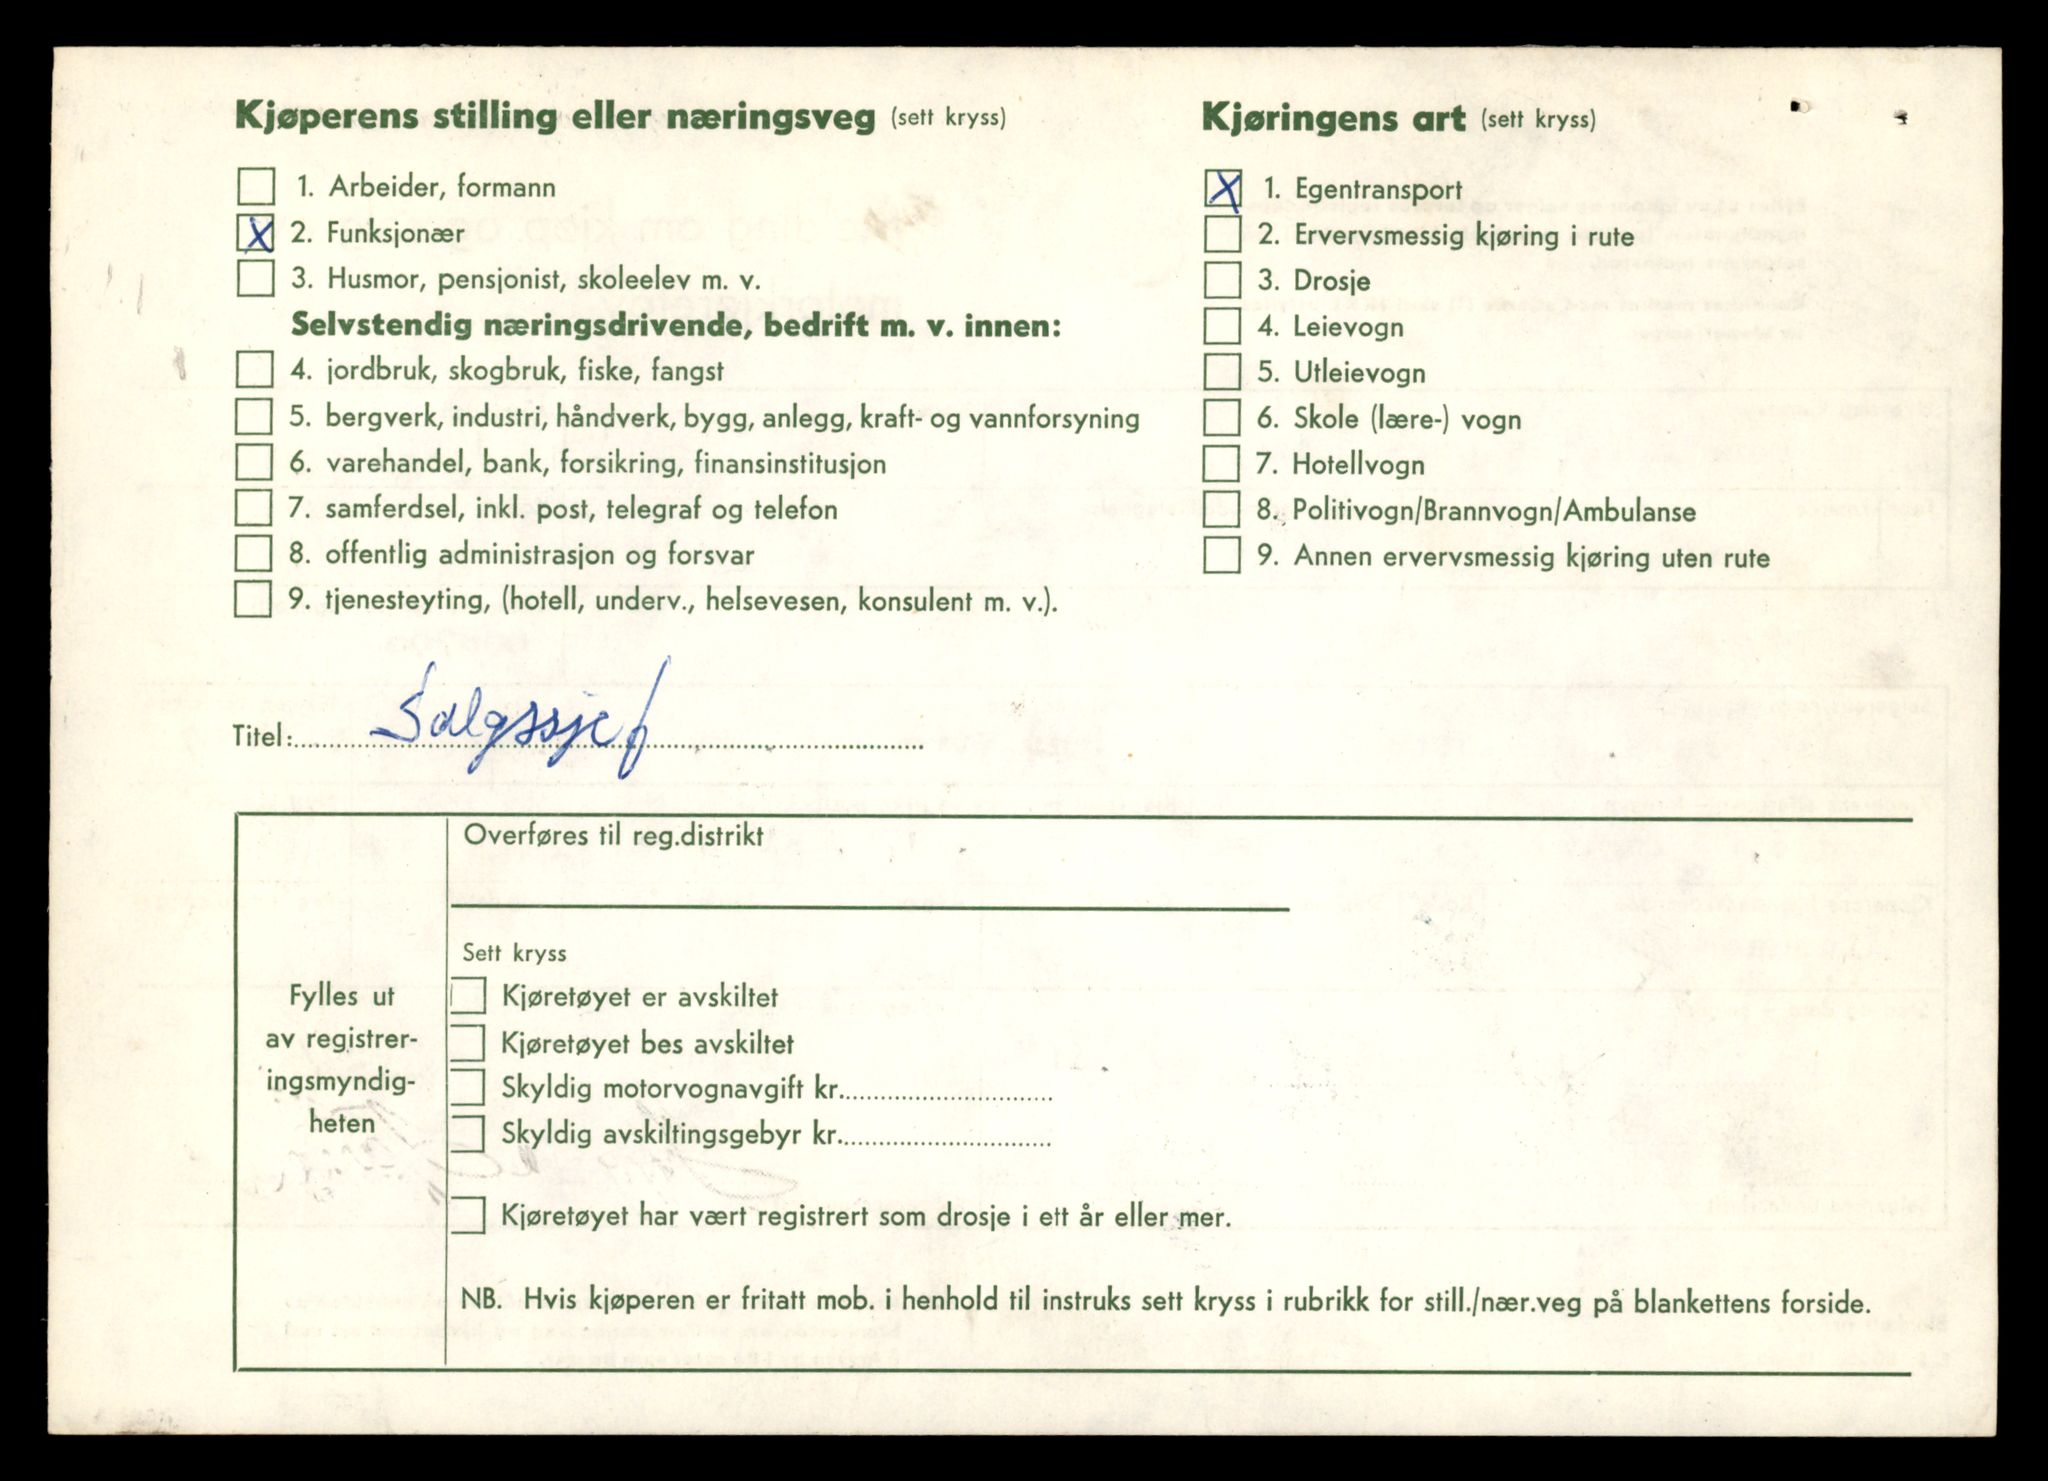 Kjøperens stilling eller næringsveg (sett kryss)
1. Arbeider, formann
X 2. Funksjonær
3. Husmor, pensjonist, skoleelev m. v.
Selvstendig næringsdrivende, bedrift m. v. innen:
4. jordbruk, skogbruk, fiske, fangst
5. bergverk, industri, håndverk, bygg, anlegg, kraft- og vannforsyning
6. varehandel, bank, forsikring, finansinstitusjon
7. samferdsel, inkl. post, telegraf og telefon
8. offentlig administrasjon og forsvar
9. tjenesteyting, (hotell, underv., helsevesen, konsulent m. v.).
Kjøringens art (sett kryss)
X 1. Egentransport
2. Ervervsmessig kjøring i rute
3. Drosje
4. Leievogn
5. Utleievogn
6. Skole (lære-) vogn
7. Hotellvogn
8. Politivogn/Brannvogn/Ambulanse
9. Annen ervervsmessig kjøring uten rute
Titel: Salgssjef
Fylles ut
av registrer-
ingsmyndig-
heten
Overføres til reg.distrikt
Sett kryss
Kjøretøyet er avskiltet
Kjøretøyet bes avskiltet
Skyldig motorvognavgift kr.
Skyldig avskiltingsgebyr kr.
Kjøretøyet har vært registrert som drosje i ett år eller mer.
NB. Hvis kjøperen er fritatt mob. i henhold til instruks sett kryss i rubrikk for still./nær.veg på blankettens forside.